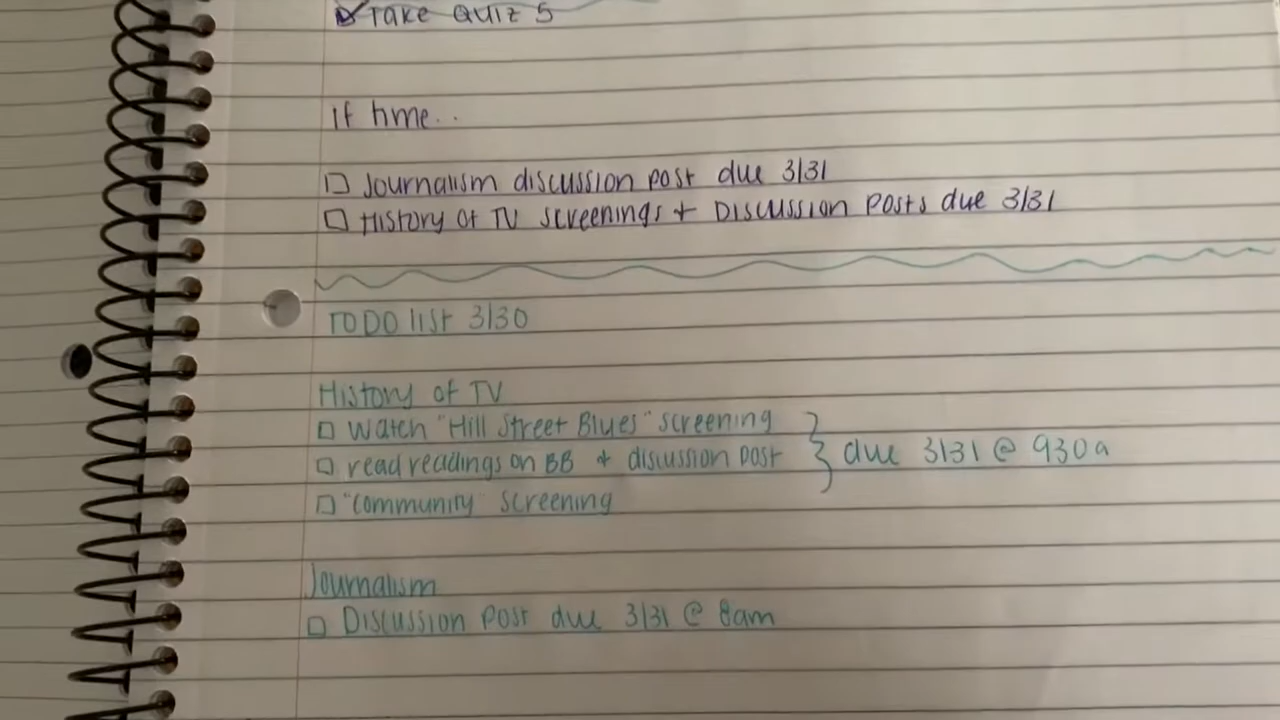 Take Quiz 5
If time..
Journalism discussion post due 3/31
History of TV screenings + Discussion posts due 3/31
TODO list 3/30
History of TV
watch "Hill Street Blues" screening
read readings on BB + discussion post } due 3/31 @ 930a
"Community" screening
Journalism
Discussion post due 3/31 @ 8am